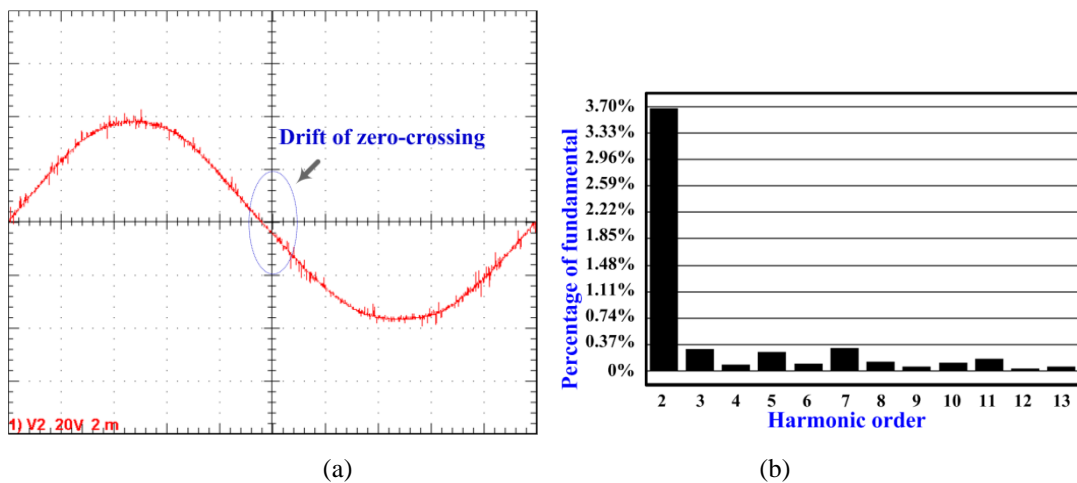 Drift of zero-crossing
1) V2 20V 2 m
(a)
Percentage of fundamental
3.70%
3.33%
2.96%
2.59%
2.22%
1.85%
1.48%
1.11%
0.74%
0.37%
0%
2 3 4 5 6 7 8 9 10 11 12 13
Harmonic order
(b)